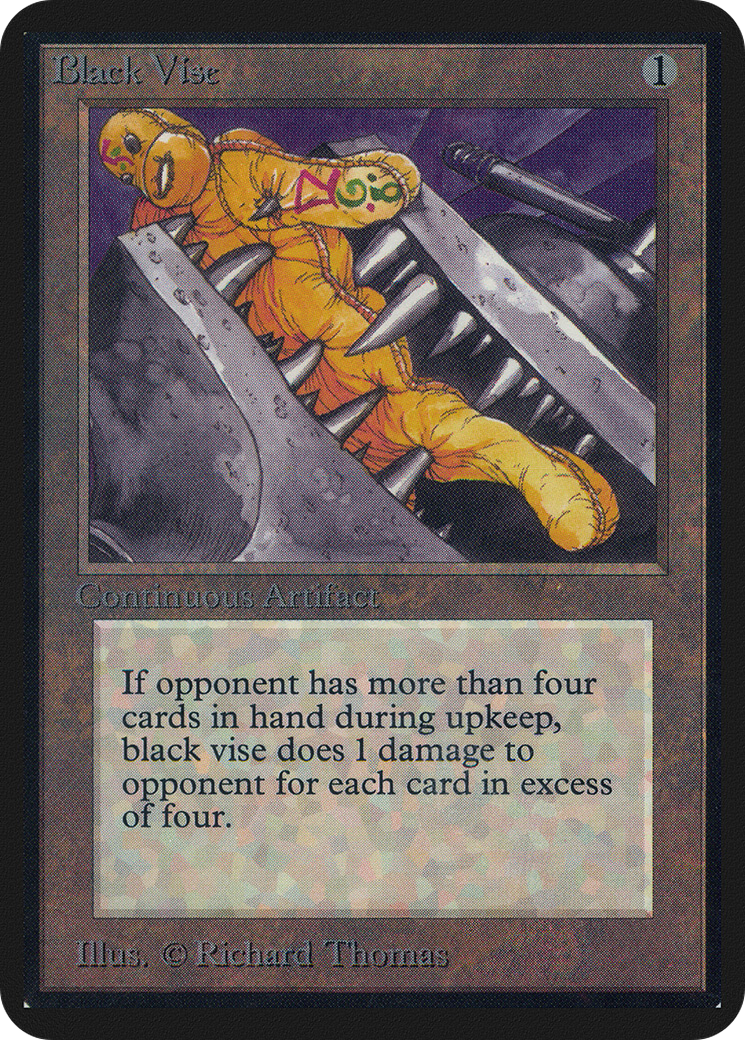 Black Vise
1
Continuous Artifact
If opponent has more than four
cards in hand during upkeep,
black vise does 1 damage to
opponent for each card in excess
of four.
Illus. © Richard Thomas